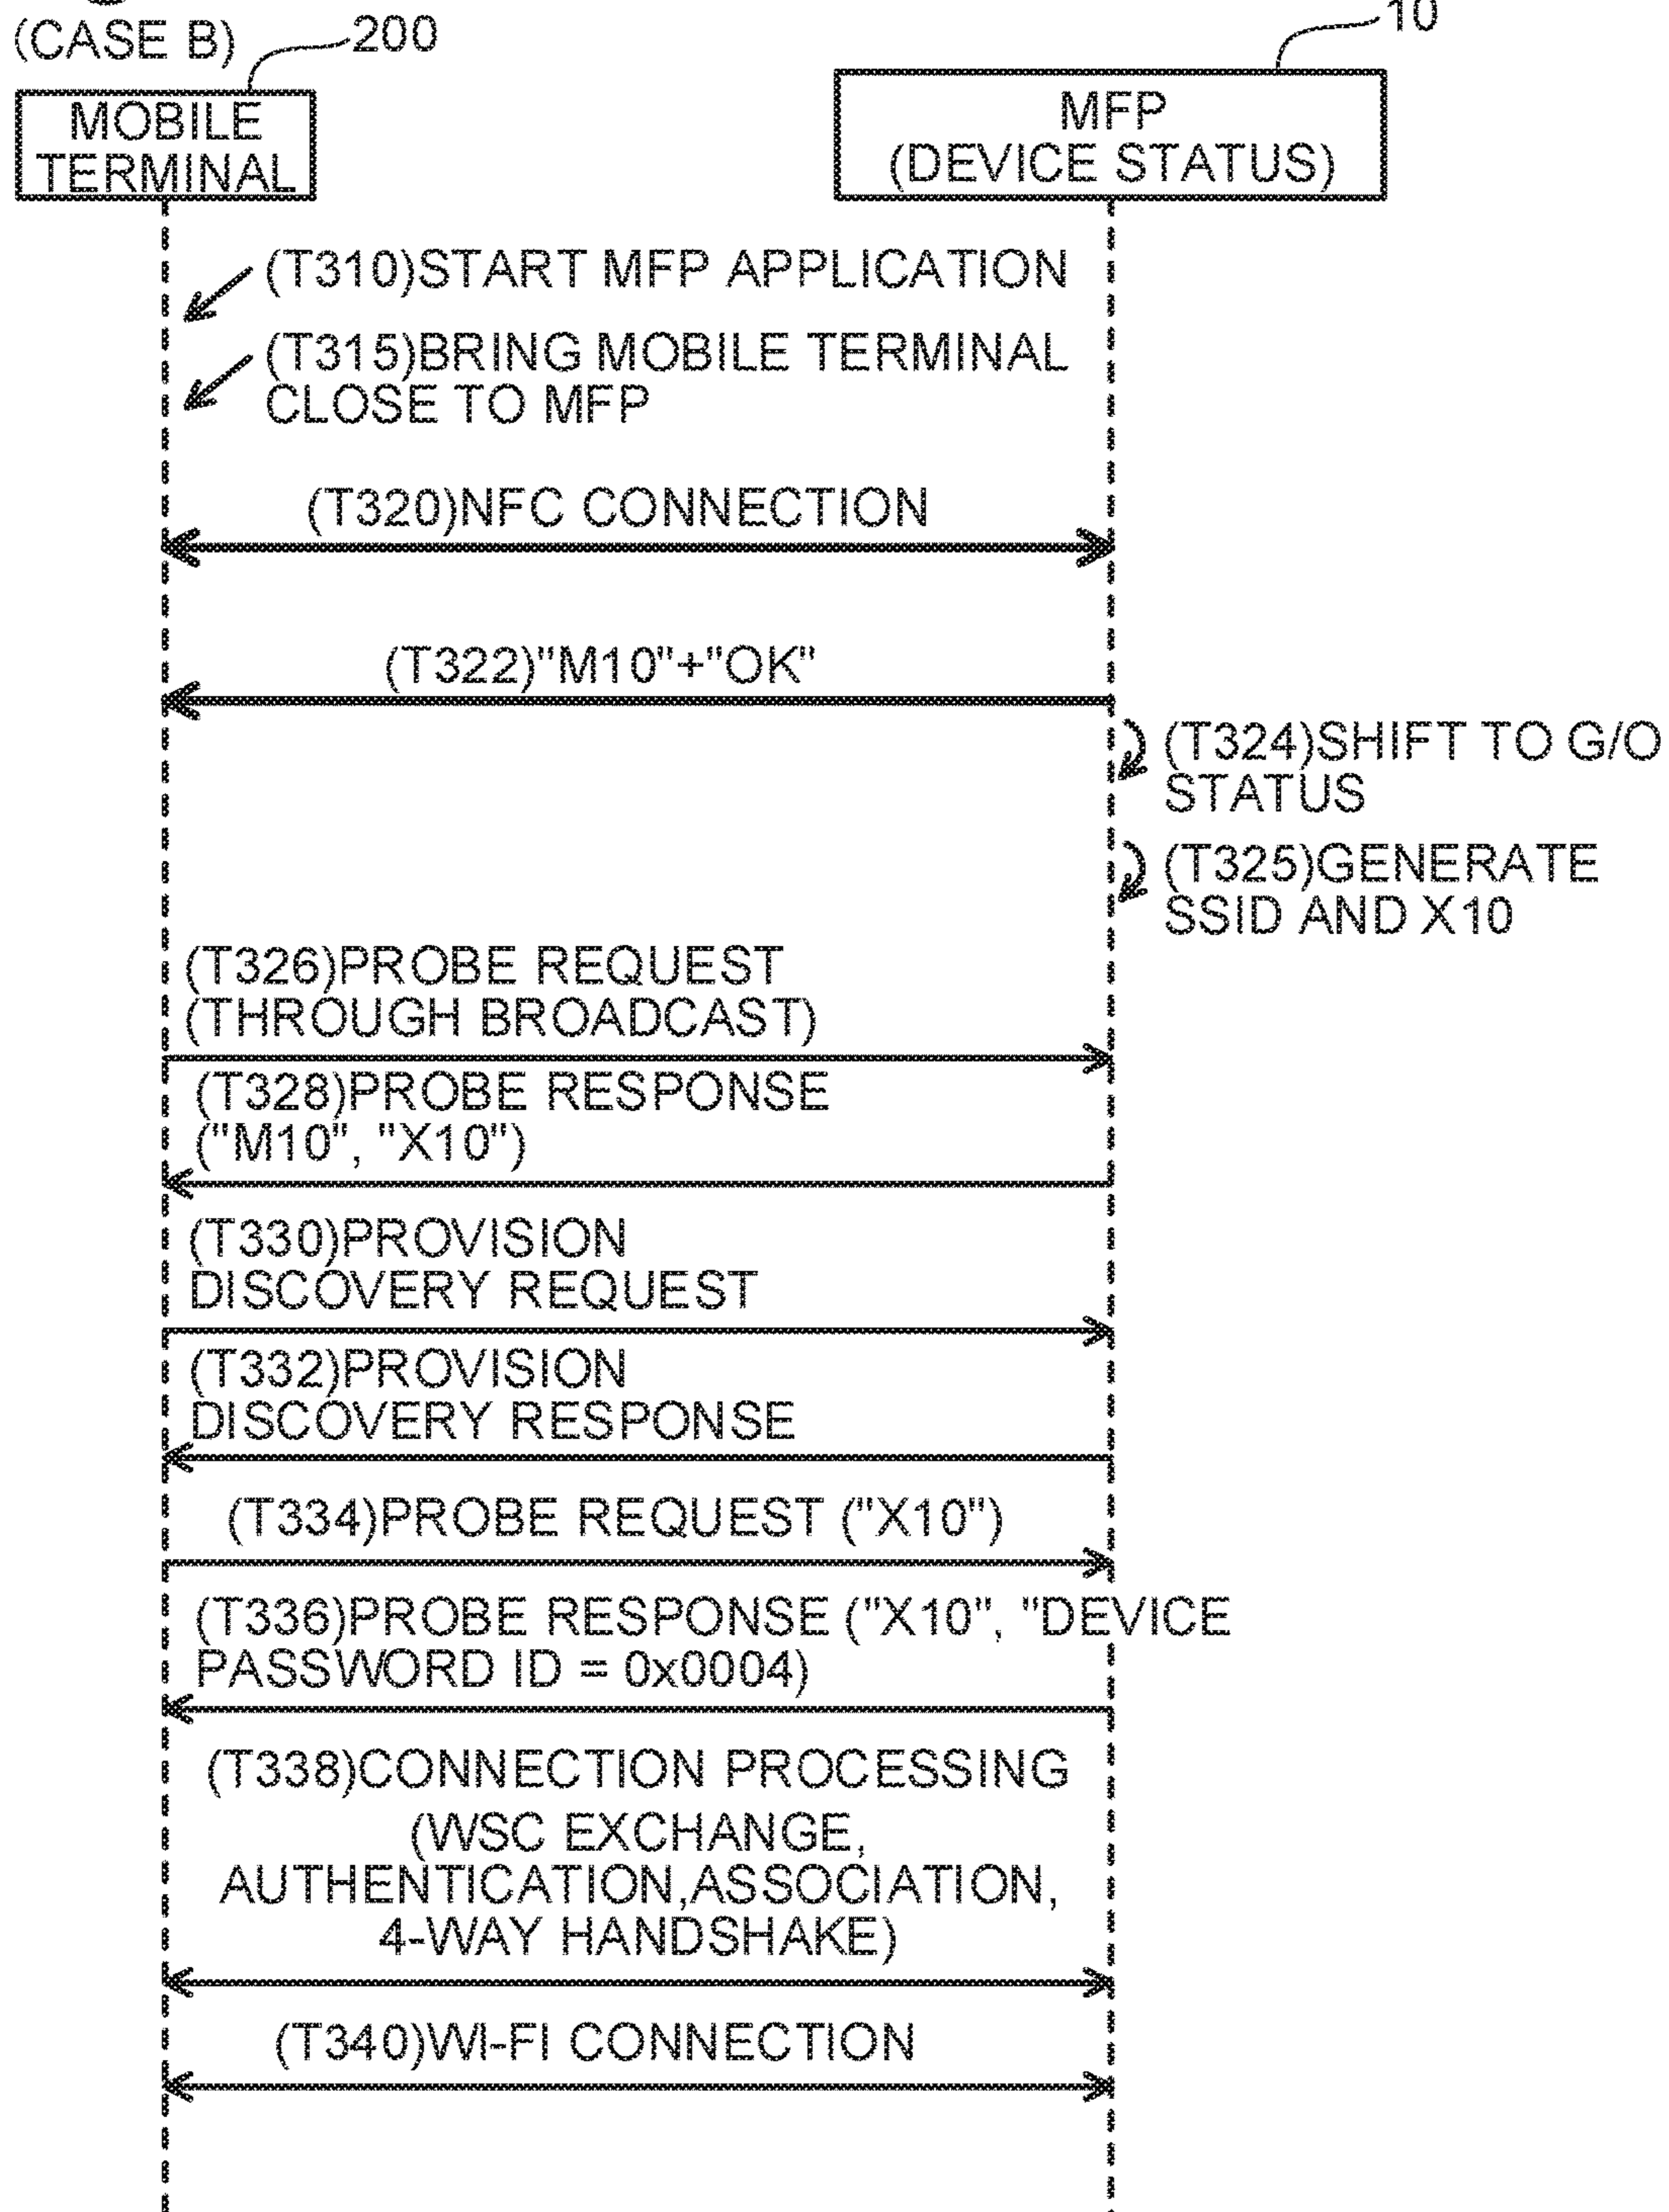 (CASE B)
200
10
MOBILE
TERMINAL
MFP
(DEVICE STATUS)
(T310)START MFP APPLICATION
(T315)BRING MOBILE TERMINAL
CLOSE TO MFP
(T320)NFC CONNECTION
(T322)"M10"+"OK"
(T324)SHIFT TO G/O
STATUS
(T325)GENERATE
SSID AND X10
(T326)PROBE REQUEST
(THROUGH BROADCAST)
(T328)PROBE RESPONSE
("M10", "X10")
(T330)PROVISION
DISCOVERY REQUEST
(T332)PROVISION
DISCOVERY RESPONSE
(T334)PROBE REQUEST ("X10")
(T336)PROBE RESPONSE ("X10", "DEVICE
PASSWORD ID = 0x0004)
(T338)CONNECTION PROCESSING
(WSC EXCHANGE,
AUTHENTICATION,ASSOCIATION,
4-WAY HANDSHAKE)
(T340)WI-FI CONNECTION